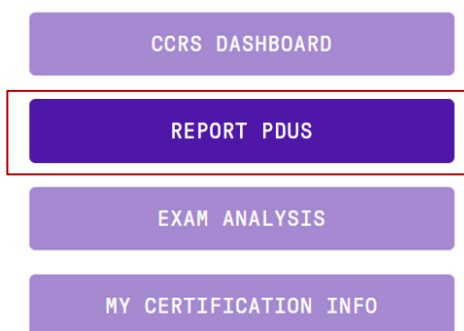 CCRS DASHBOARD
REPORT PDUS
EXAM ANALYSIS
MY CERTIFICATION INFO